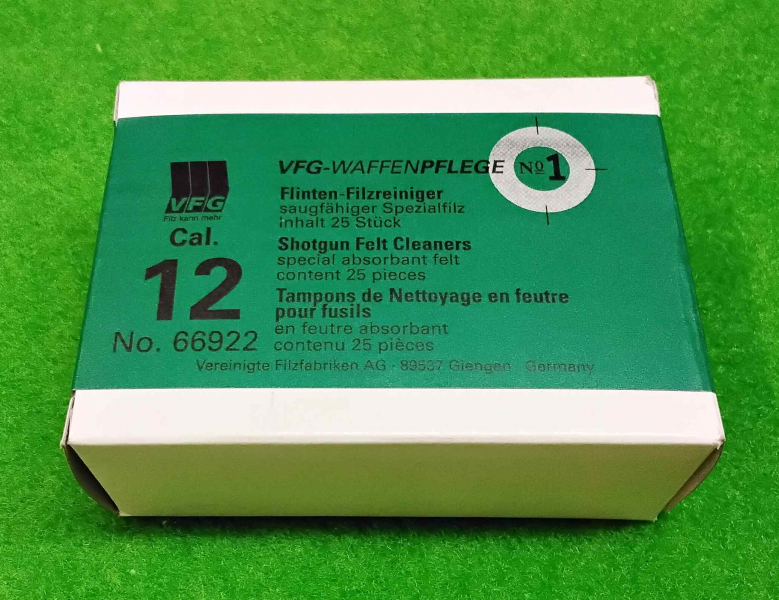 VFG-WAFFENPFLEGE No 1
VFG
Filz kann mehr
Cal.
12
No. 66922
Flinten-Filzreiniger
saugfähiger Spezialfilz
Inhalt 25 Stück
Shotgun Felt Cleaners
special absorbant felt
content 25 pieces
Tampons de Nettoyage en feutre
pour fusils
en feutre absorbant
contenu 25 pièces
Vereinigte Filzfabriken AG · 89537 Giengen Germany